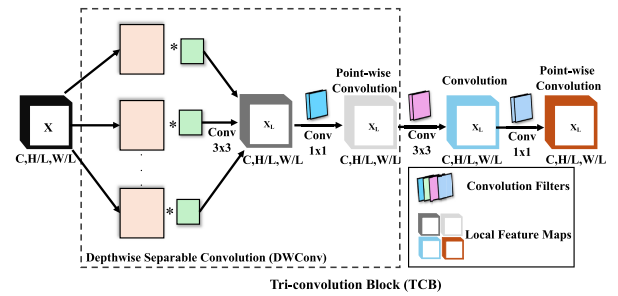 X
C,H/L,W/L
*
*
*
.
.
Conv
3x3
X_L
C,H/L,W/L
Conv
1x1
Point-wise
Convolution
X_L
C,H/L,W/L
Conv
3x3
Convolution
X_L
C,H/L,W/L
Conv
1x1
Point-wise
Convolution
X_L
C,H/L,W/L
Convolution Filters
Local Feature Maps
Depthwise Separable Convolution (DWConv)
Tri-convolution Block (TCB)